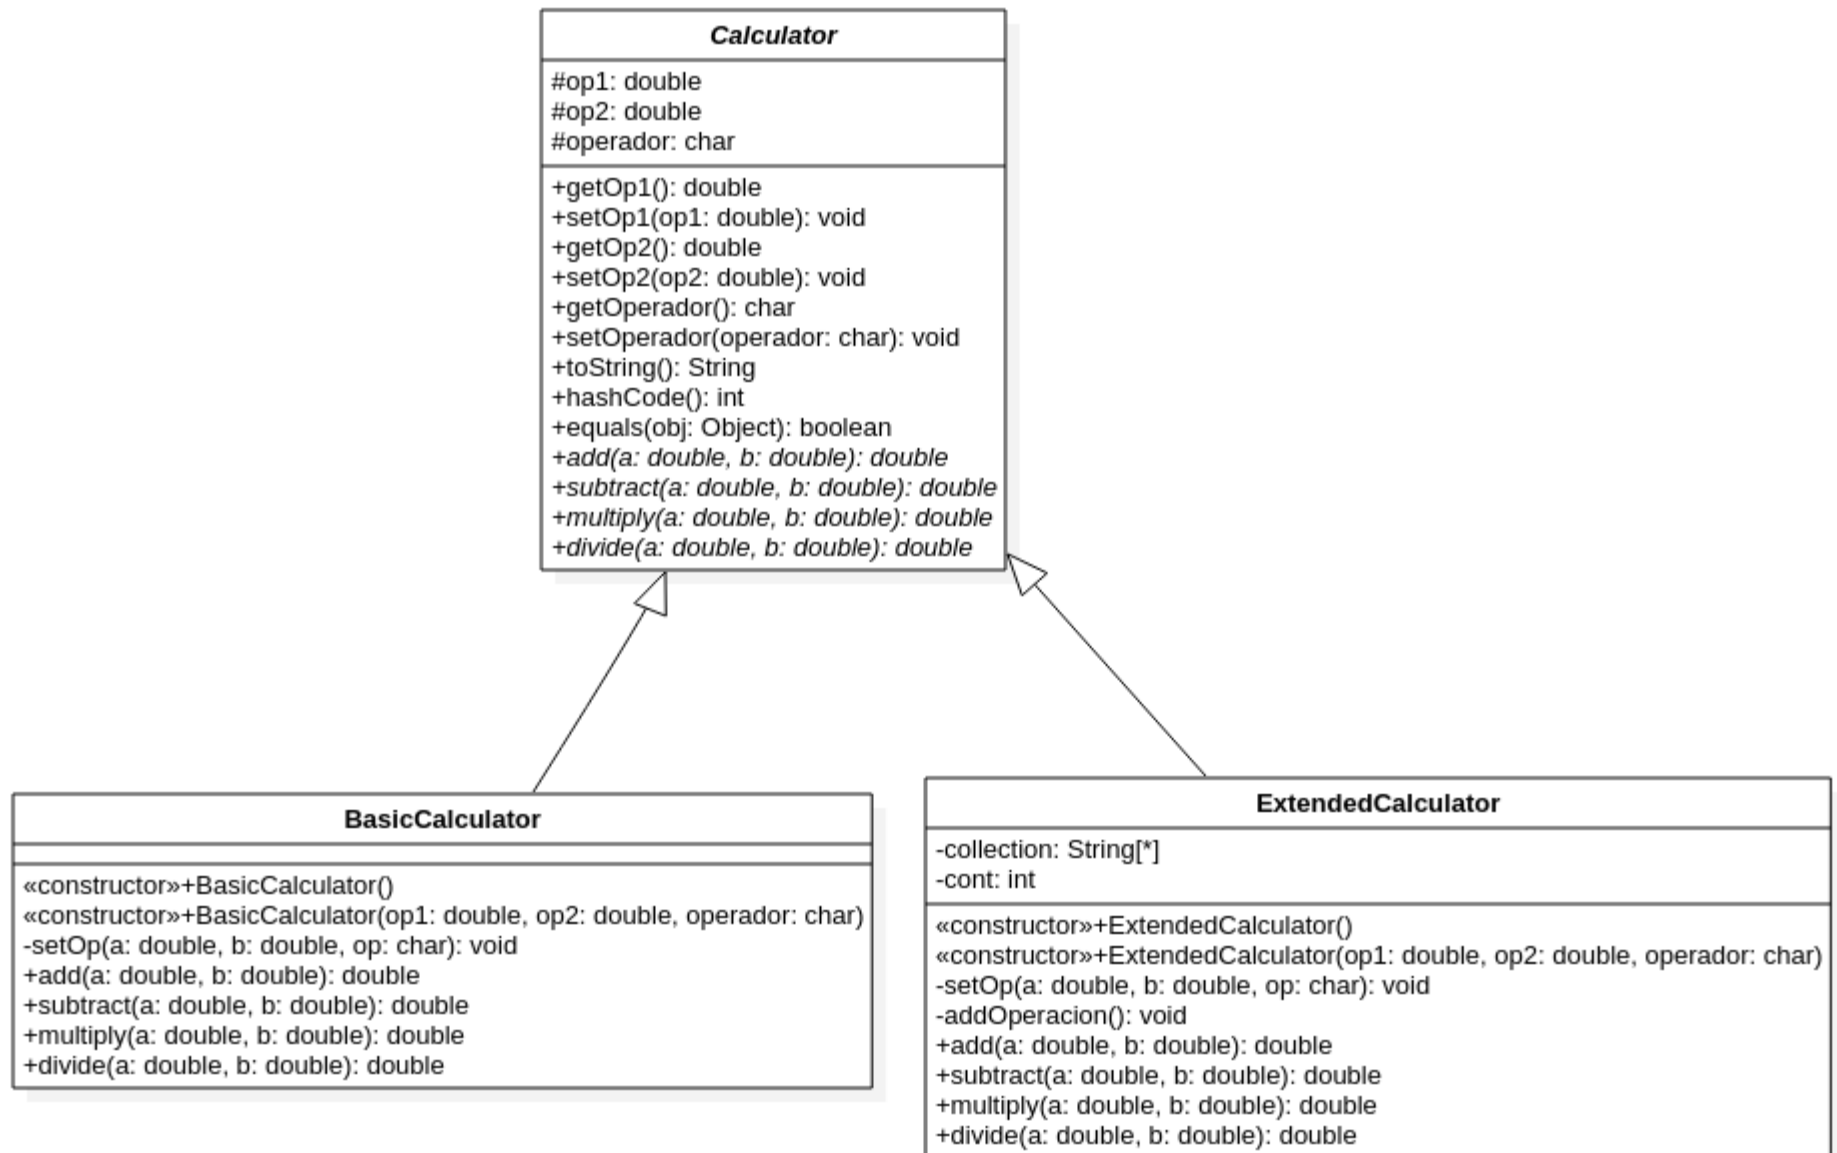 Calculator
#op1: double
#op2: double
#operador: char
+getOp1(): double
+setOp1(op1: double): void
+getOp2(): double
+setOp2(op2: double): void
+getOperador(): char
+setOperador(operador: char): void
+toString(): String
+hashCode(): int
+equals(obj: Object): boolean
+add(a: double, b: double): double
+subtract(a: double, b: double): double
+multiply(a: double, b: double): double
+divide(a: double, b: double): double
BasicCalculator
«constructor»+BasicCalculator()
«constructor»+BasicCalculator(op1: double, op2: double, operador: char)
-setOp(a: double, b: double, op: char): void
+add(a: double, b: double): double
+subtract(a: double, b: double): double
+multiply(a: double, b: double): double
+divide(a: double, b: double): double
ExtendedCalculator
-collection: String[*]
-cont: int
«constructor»+ExtendedCalculator()
«constructor»+ExtendedCalculator(op1: double, op2: double, operador: char)
-setOp(a: double, b: double, op: char): void
-addOperacion(): void
+add(a: double, b: double): double
+subtract(a: double, b: double): double
+multiply(a: double, b: double): double
+divide(a: double, b: double): double